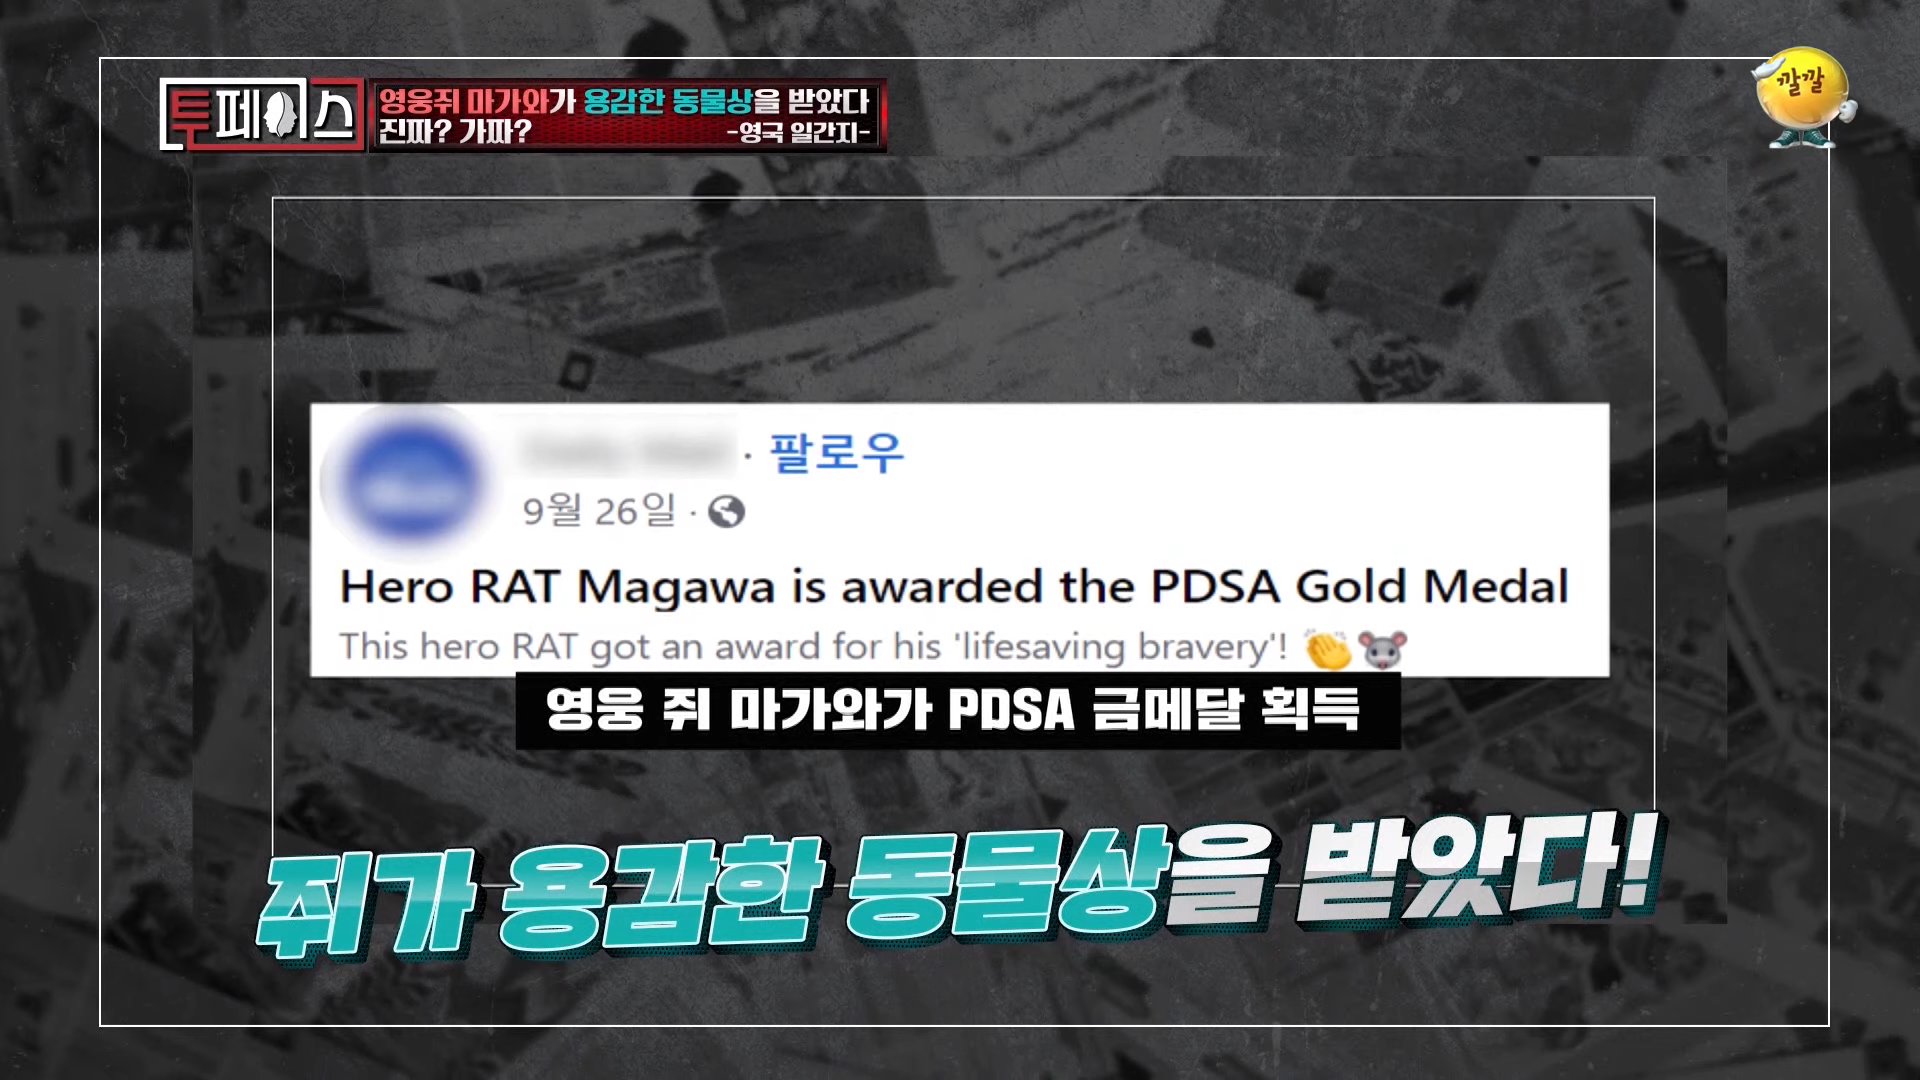 투페이스
영웅쥐 마가와가 용감한 동물상을 받았다
진짜? 가짜?
-영국 일간지-
깔깔
· 팔로우
9월 26일 ·
Hero RAT Magawa is awarded the PDSA Gold Medal
This hero RAT got an award for his 'lifesaving bravery'! 👏🐭
영웅 쥐 마가와가 PDSA 금메달 획득
쥐가 용감한 동물상을 받았다!